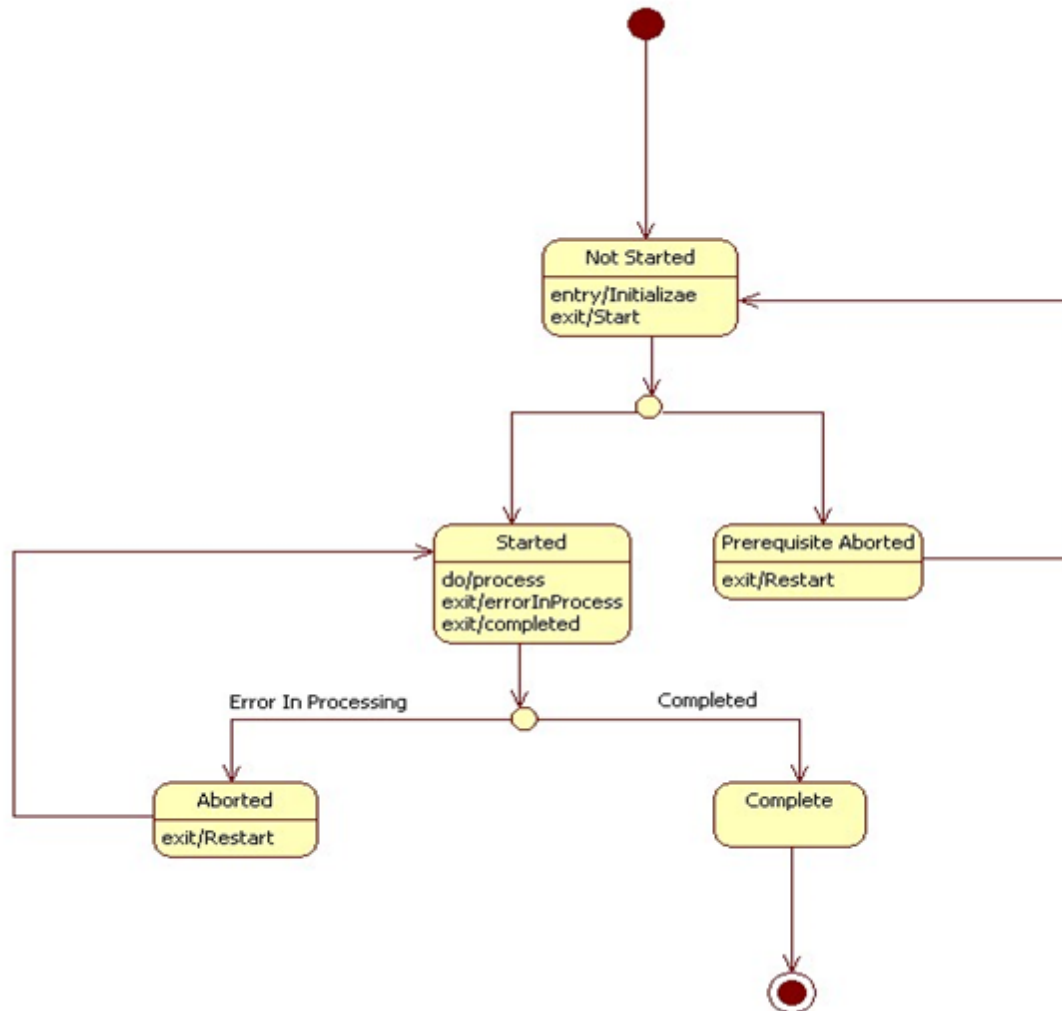 Not Started
entry/Initializae
exit/Start
Started
do/process
exit/errorInProcess
exit/completed
Prerequisite Aborted
exit/Restart
Error In Processing
Completed
Aborted
exit/Restart
Complete